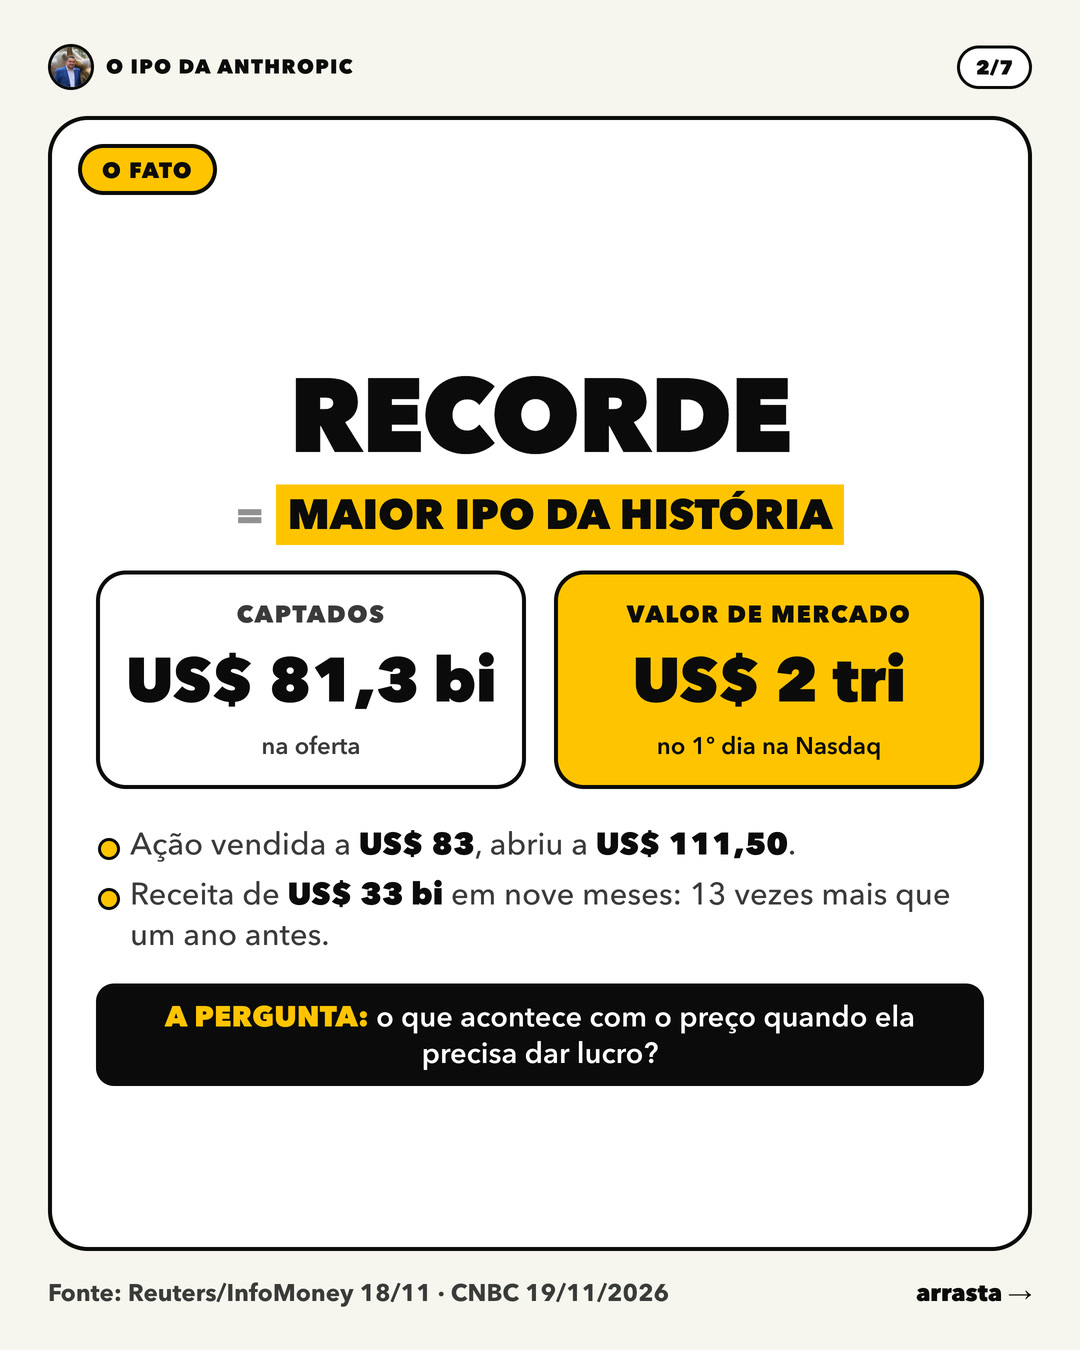 O IPO DA ANTHROPIC
2/7
O FATO
RECORDE
= MAIOR IPO DA HISTÓRIA
CAPTADOS
US$ 81,3 bi
na oferta
VALOR DE MERCADO
US$ 2 tri
no 1° dia na Nasdaq
Ação vendida a US$ 83, abriu a US$ 111,50.
Receita de US$ 33 bi em nove meses: 13 vezes mais que
um ano antes.
A PERGUNTA: o que acontece com o preço quando ela
precisa dar lucro?
Fonte: Reuters/InfoMoney 18/11 · CNBC 19/11/2026
arrasta →